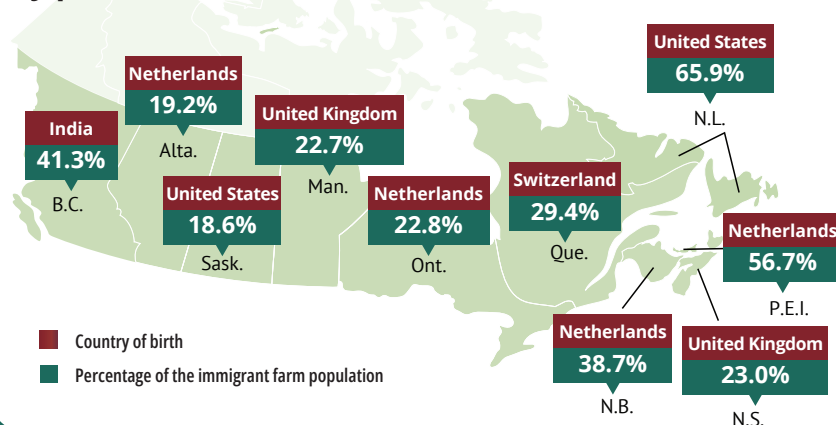 United States
65.9%
N.L.
Netherlands
19.2%
Alta.
India
41.3%
B.C.
United Kingdom
22.7%
Man.
United States
18.6%
Sask.
Netherlands
22.8%
Ont.
Switzerland
29.4%
Que.
Netherlands
56.7%
P.E.I.
Netherlands
38.7%
N.B.
United Kingdom
23.0%
N.S.
Country of birth
Percentage of the immigrant farm population